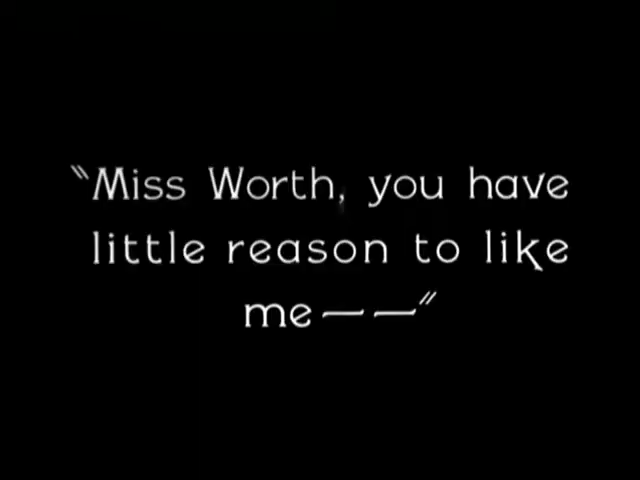 "Miss Worth, you have
little reason to like
me — —"